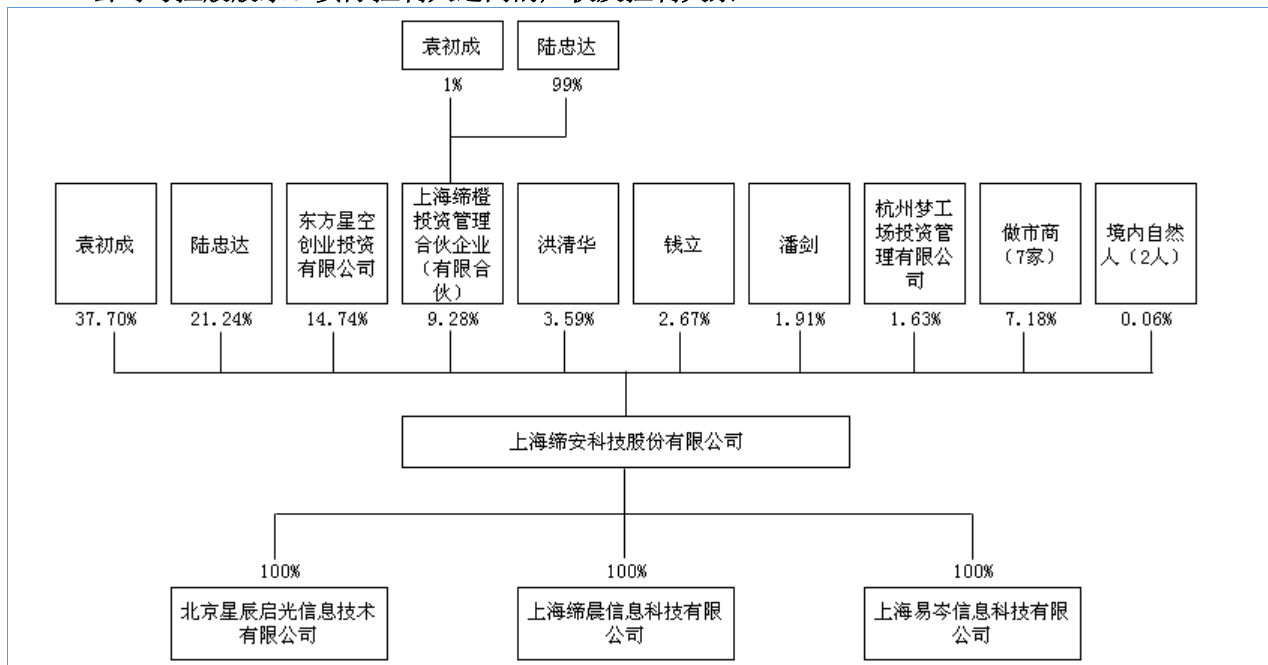 袁初成
陆忠达
1%
99%
袁初成
陆忠达
东方星空
创业投资
有限公司
上海缔橙
投资管理
合伙企业
（有限合
伙）
洪清华
钱立
潘剑
杭州梦工
场投资管
理有限公
司
做市商
（7家）
境内自然
人（2人）
37.70%
21.24%
14.74%
9.28%
3.59%
2.67%
1.91%
1.63%
7.18%
0.06%
上海缔安科技股份有限公司
100%
100%
100%
北京星辰启光信息技术
有限公司
上海缔晨信息科技有限
公司
上海易岑信息科技有限
公司